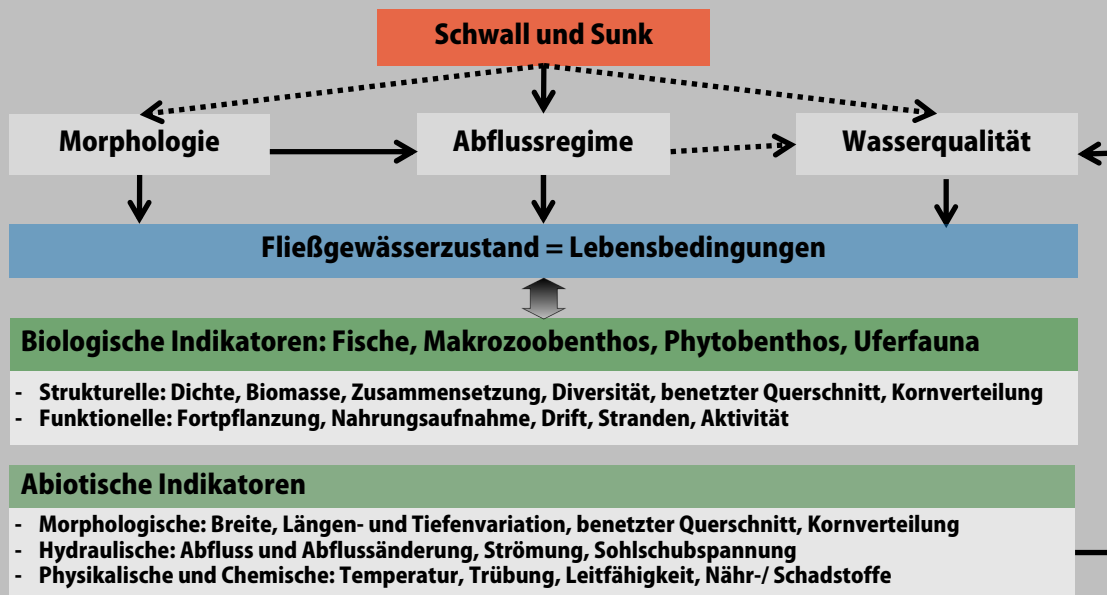 Schwall und Sunk
Morphologie
Abflussregime
Wasserqualität
Fließgewässerzustand = Lebensbedingungen
Biologische Indikatoren: Fische, Makrozoobenthos, Phytobenthos, Uferfauna
- Strukturelle: Dichte, Biomasse, Zusammensetzung, Diversität, benetzter Querschnitt, Kornverteilung
- Funktionelle: Fortpflanzung, Nahrungsaufnahme, Drift, Stranden, Aktivität
Abiotische Indikatoren
- Morphologische: Breite, Längen- und Tiefenvariation, benetzter Querschnitt, Kornverteilung
- Hydraulische: Abfluss und Abflussänderung, Strömung, Sohlschubspannung
- Physikalische und Chemische: Temperatur, Trübung, Leitfähigkeit, Nähr-/ Schadstoffe